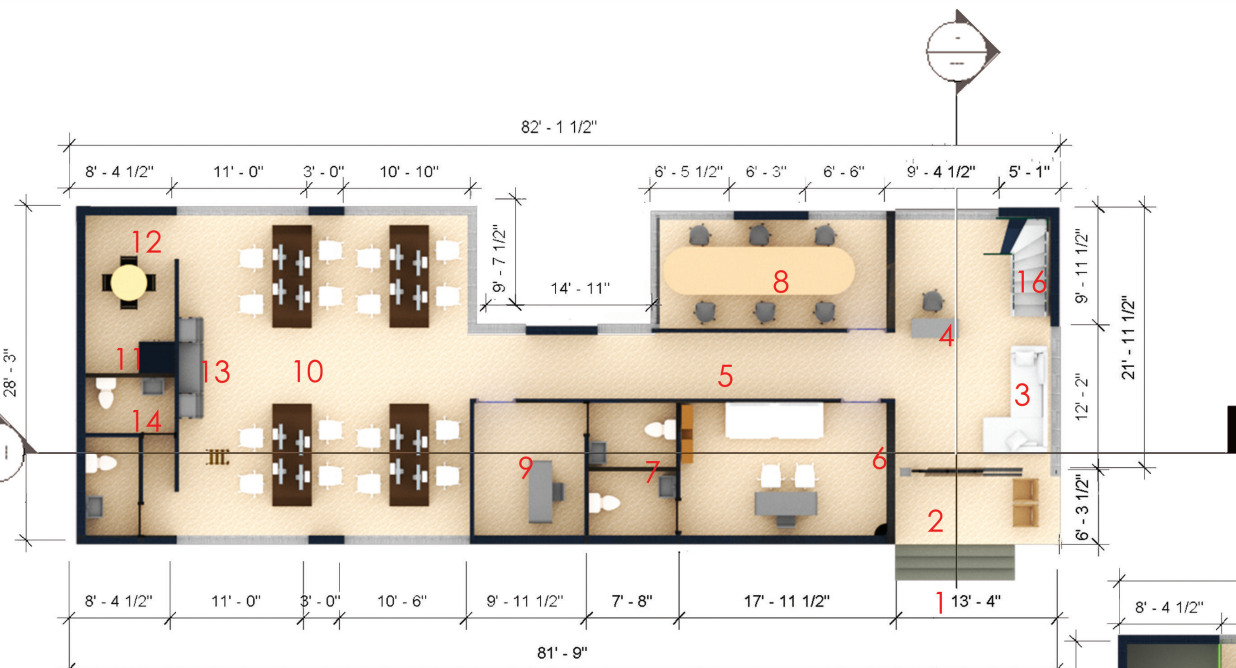 -
---
82' - 1 1/2"
8' - 4 1/2" 11' - 0" 3' - 0" 10' - 10" 6' - 5 1/2" 6' - 3" 6' - 6" 9' - 4 1/2" 5' - 1"
12
9' - 7 1/2"
14' - 11"
8
16
9' - 11 1/2"
4
21' - 11 1/2"
28' - 3"
11
13
10
5
3
12' - 2"
14
---
9
7
6
2
6' - 3 1/2"
8' - 4 1/2" 11' - 0" 3' - 0" 10' - 6" 9' - 11 1/2" 7' - 8" 17' - 11 1/2" 1 13' - 4"
8' - 4 1/2"
81' - 9"